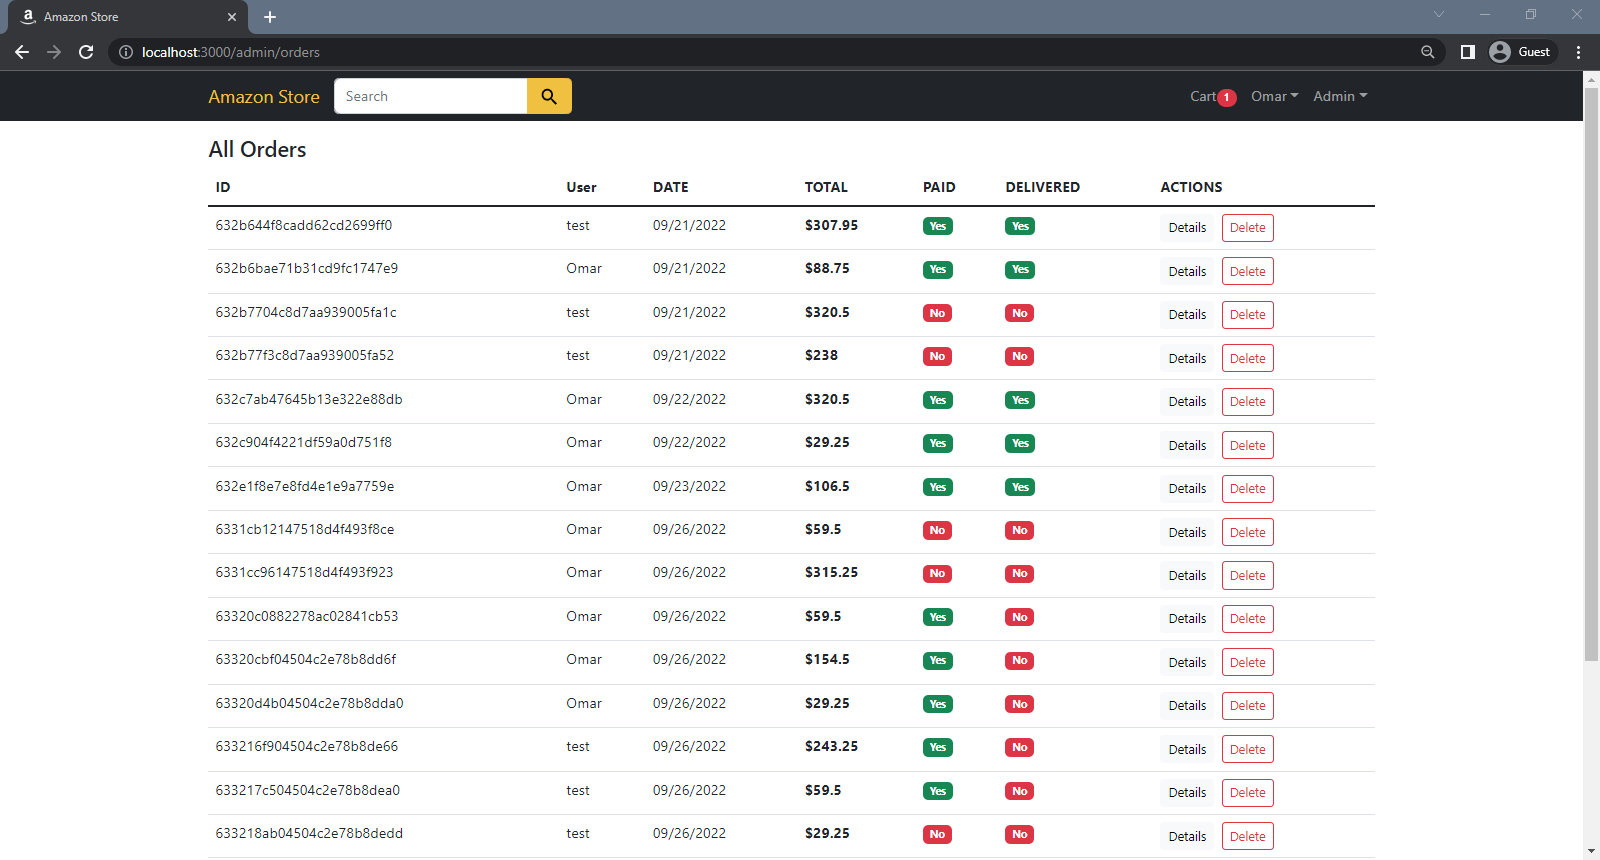 Amazon Store
localhost:3000/admin/orders
Guest
Amazon Store Search Cart 1 Omar Admin
All Orders
ID User DATE TOTAL PAID DELIVERED ACTIONS
632b644f8cadd62cd2699ff0 test 09/21/2022 $307.95 Yes Yes Details Delete
632b6bae71b31cd9fc1747e9 Omar 09/21/2022 $88.75 Yes Yes Details Delete
632b7704c8d7aa939005fa1c test 09/21/2022 $320.5 No No Details Delete
632b77f3c8d7aa939005fa52 test 09/21/2022 $238 No No Details Delete
632c7ab47645b13e322e88db Omar 09/22/2022 $320.5 Yes Yes Details Delete
632c904f4221df59a0d751f8 Omar 09/22/2022 $29.25 Yes Yes Details Delete
632e1f8e7e8fd4e1e9a7759e Omar 09/23/2022 $106.5 Yes Yes Details Delete
6331cb12147518d4f493f8ce Omar 09/26/2022 $59.5 No No Details Delete
6331cc96147518d4f493f923 Omar 09/26/2022 $315.25 No No Details Delete
63320c0882278ac02841cb53 Omar 09/26/2022 $59.5 Yes No Details Delete
63320cbf04504c2e78b8dd6f Omar 09/26/2022 $154.5 Yes No Details Delete
63320d4b04504c2e78b8dda0 Omar 09/26/2022 $29.25 Yes No Details Delete
633216f904504c2e78b8de66 test 09/26/2022 $243.25 Yes No Details Delete
633217c504504c2e78b8dea0 test 09/26/2022 $59.5 Yes No Details Delete
633218ab04504c2e78b8dedd test 09/26/2022 $29.25 No No Details Delete